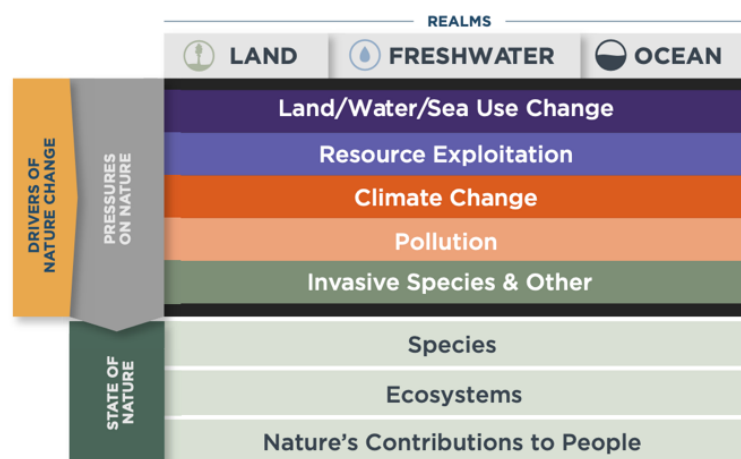 REALMS
LAND
FRESHWATER
OCEAN
DRIVERS OF
NATURE CHANGE
PRESSURES
ON NATURE
Land/Water/Sea Use Change
Resource Exploitation
Climate Change
Pollution
Invasive Species & Other
STATE OF
NATURE
Species
Ecosystems
Nature's Contributions to People